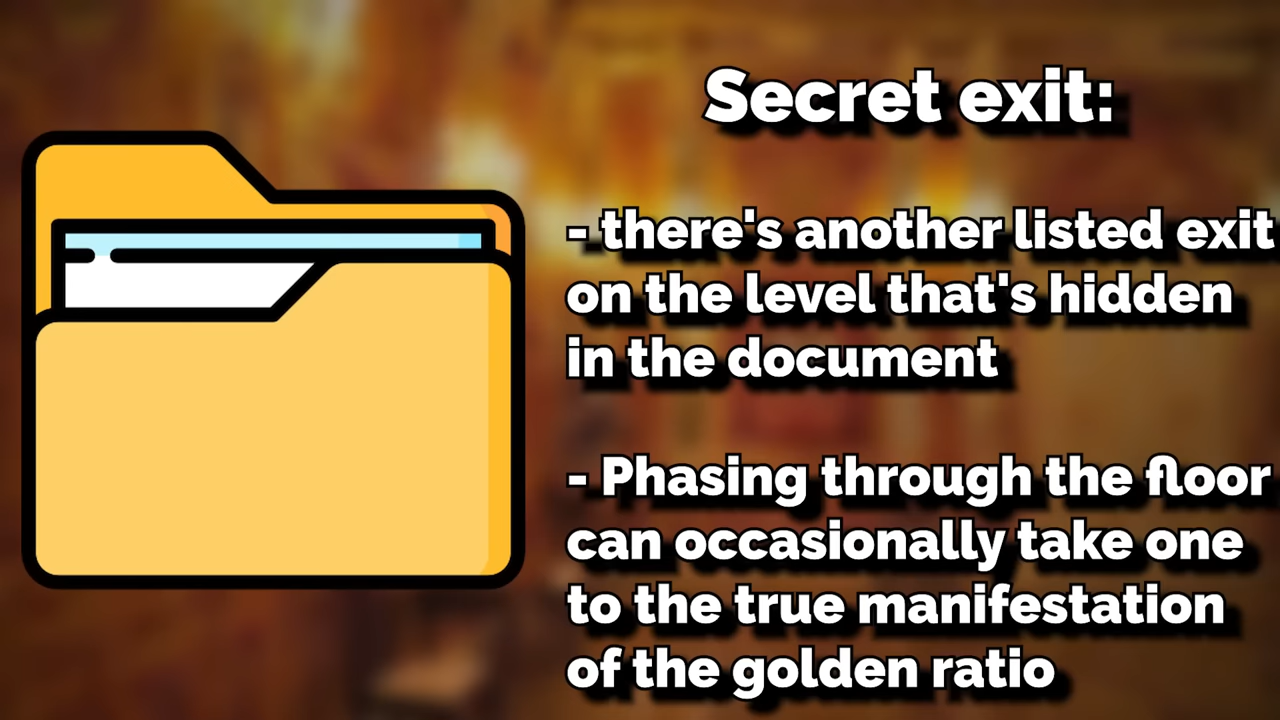 Secret exit:
- there's another listed exit
on the level that's hidden
in the document
- Phasing through the floor
can occasionally take one
to the true manifestation
of the golden ratio